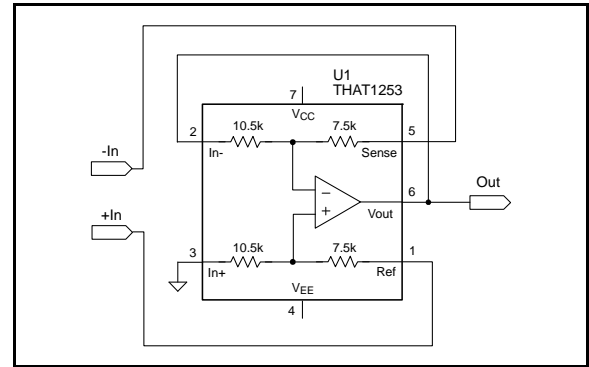 U1
THAT1253
7
VCC
10.5k
7.5k
2
5
In-
Sense
-In
6
Out
Vout
+In
10.5k
7.5k
3
1
In+
Ref
VEE
4